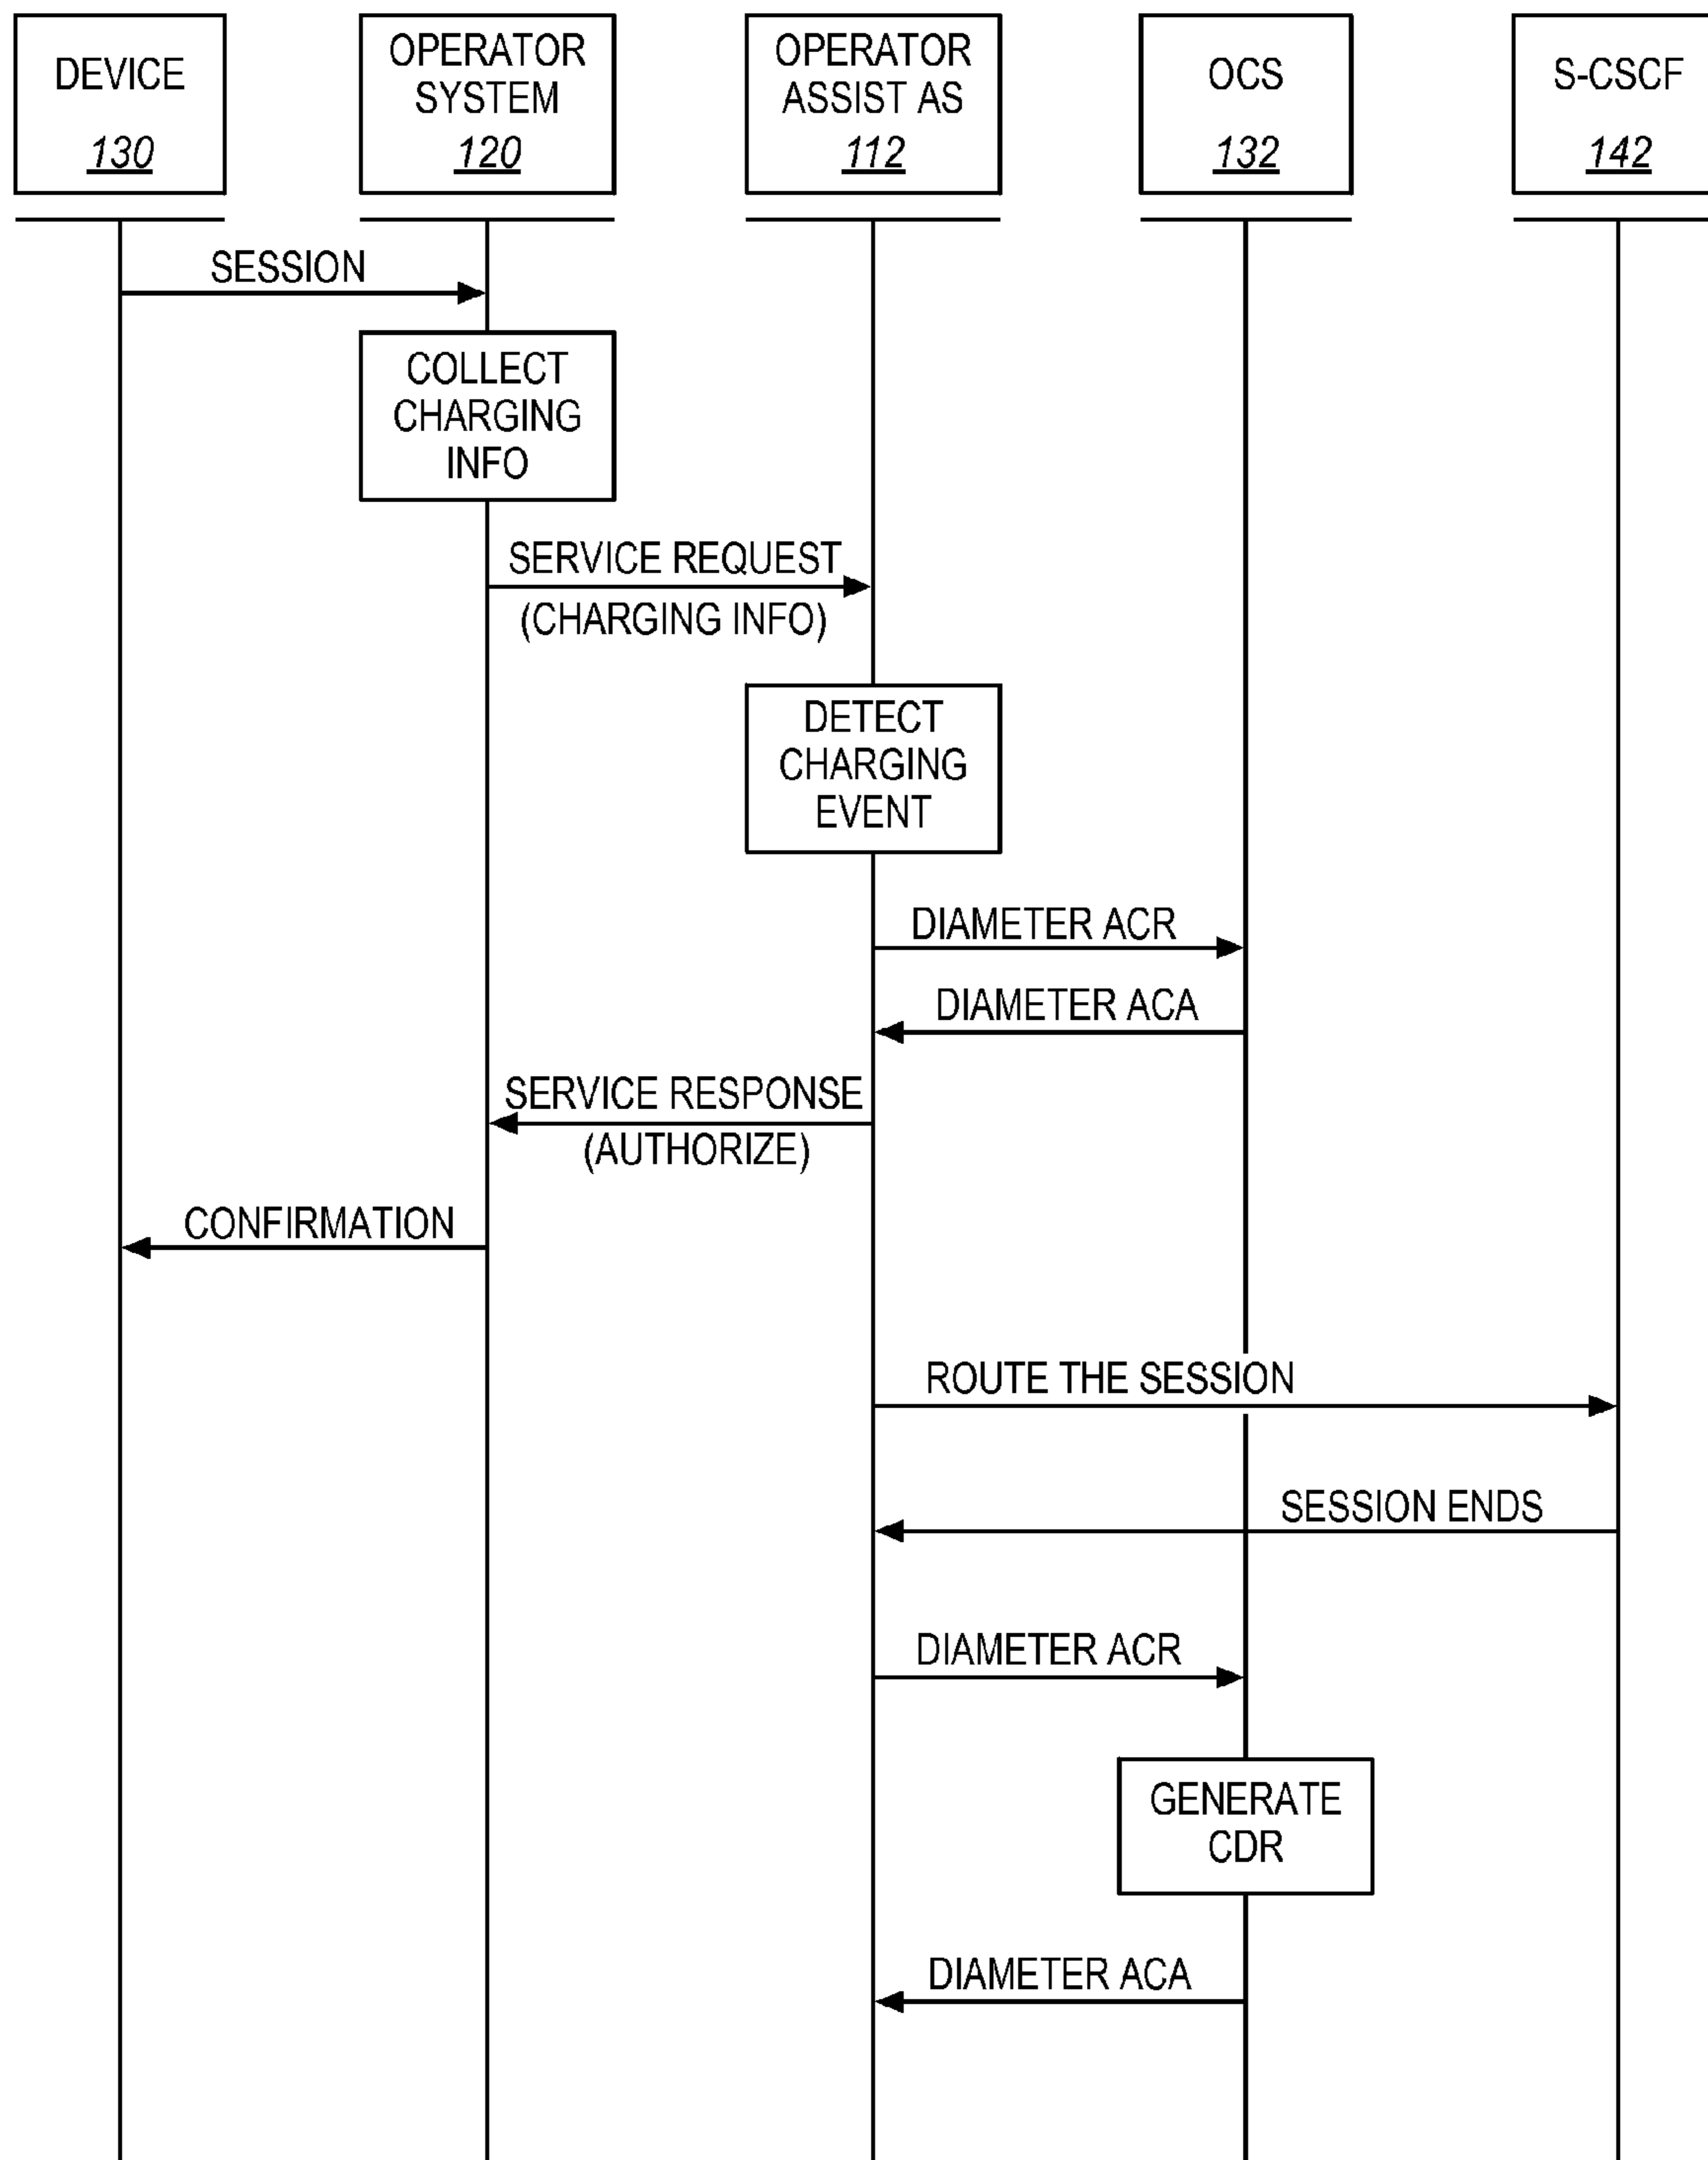 DEVICE
130
OPERATOR
SYSTEM
120
OPERATOR
ASSIST AS
112
OCS
132
S-CSCF
142
SESSION
COLLECT
CHARGING
INFO
SERVICE REQUEST
(CHARGING INFO)
DETECT
CHARGING
EVENT
DIAMETER ACR
DIAMETER ACA
SERVICE RESPONSE
(AUTHORIZE)
CONFIRMATION
ROUTE THE SESSION
SESSION ENDS
DIAMETER ACR
GENERATE
CDR
DIAMETER ACA